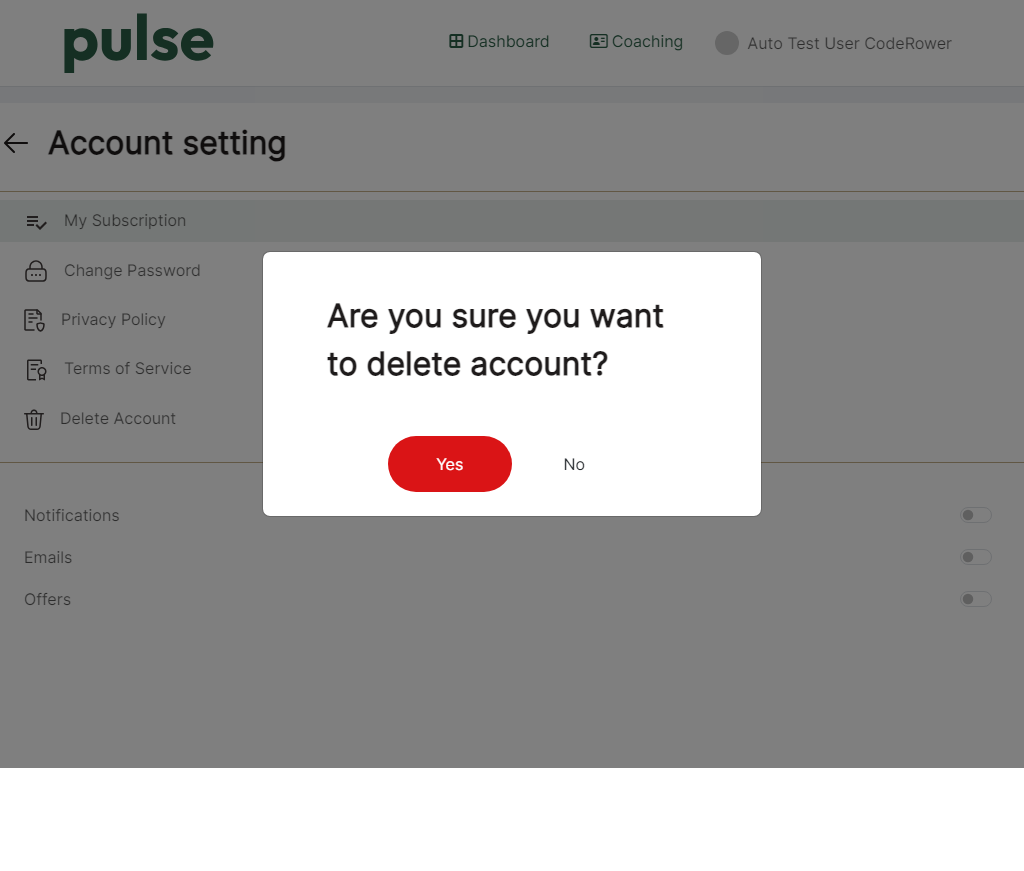 pulse
Dashboard
Coaching
Auto Test User CodeRower
Account setting
My Subscription
Change Password
Privacy Policy
Terms of Service
Delete Account
Are you sure you want
to delete account?
Yes
No
Notifications
Emails
Offers